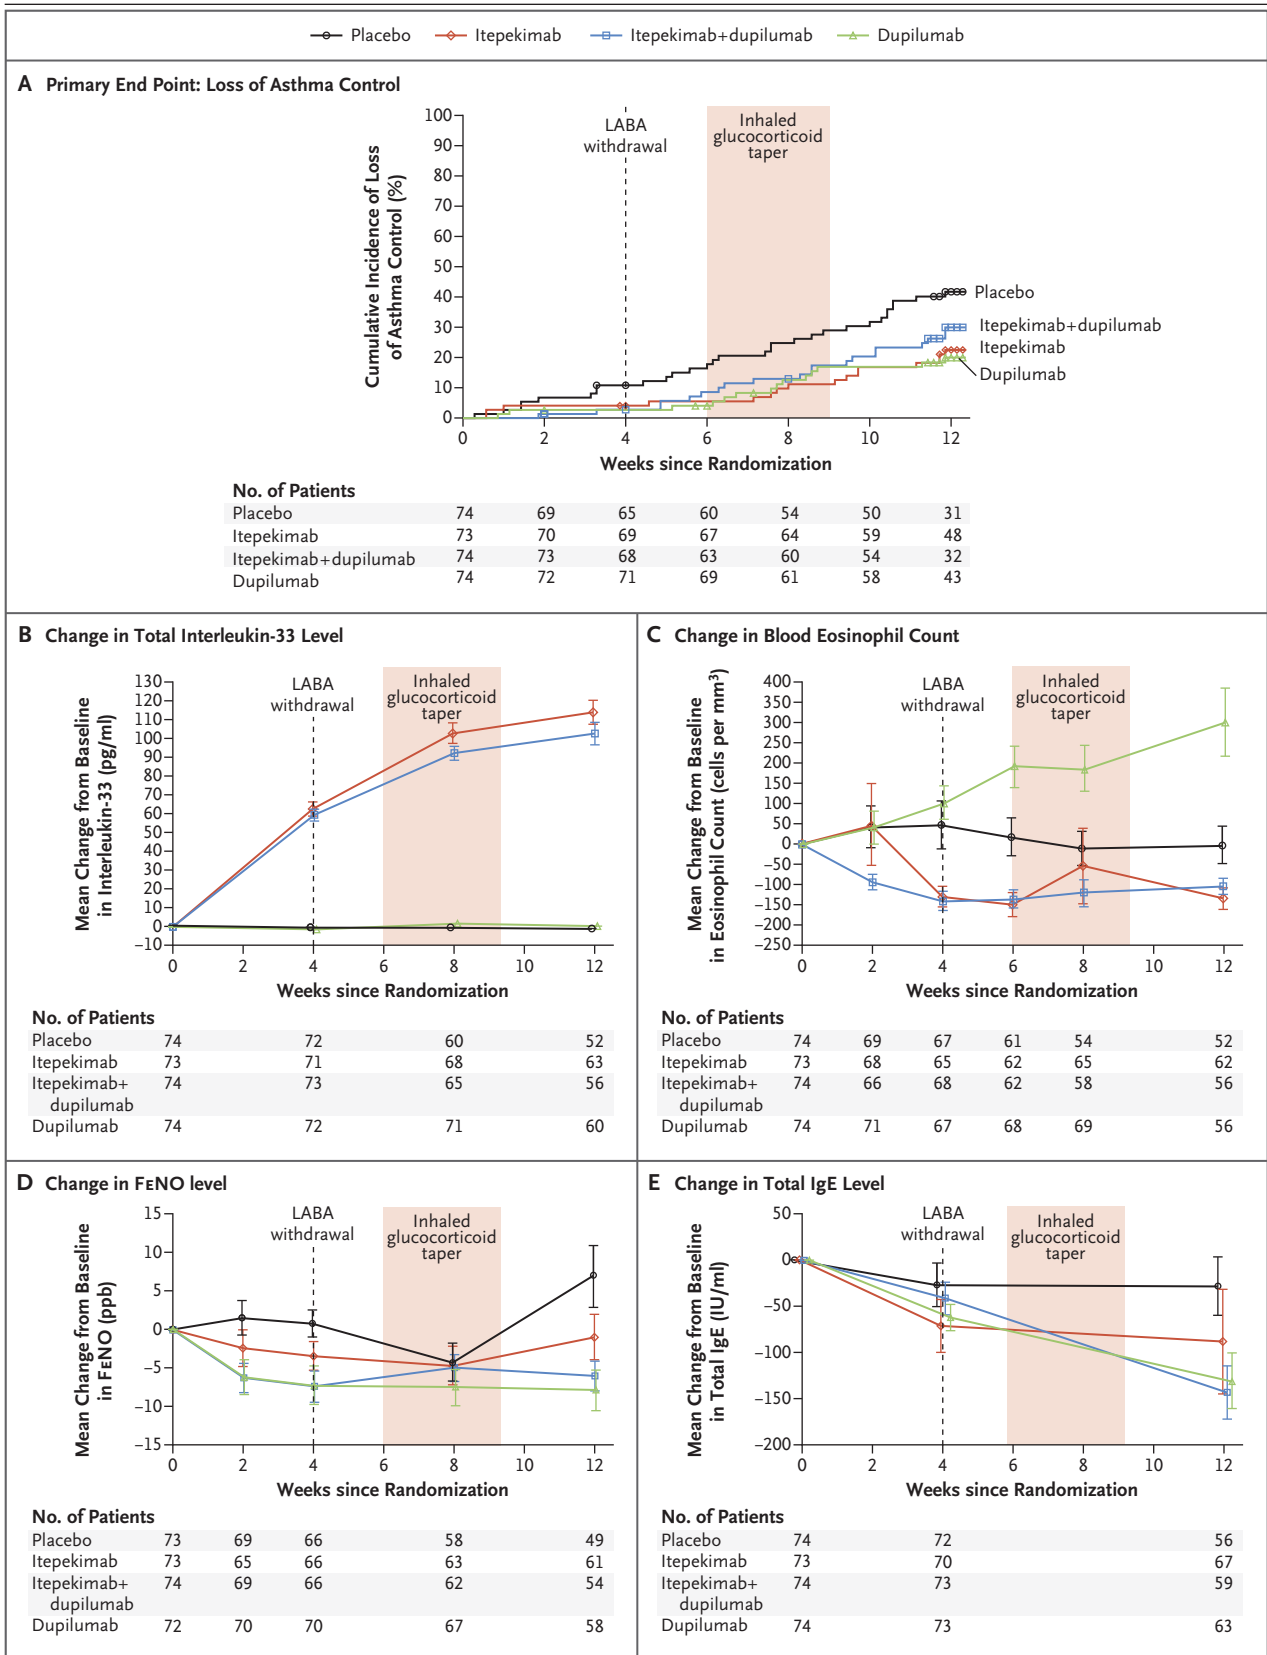 Placebo Itepekimab Itepekimab+dupilumab Dupilumab
A Primary End Point: Loss of Asthma Control
Cumulative Incidence of Loss
of Asthma Control (%)
100
90
80
70
60
50
40
30
20
10
0
LABA
withdrawal
Inhaled
glucocorticoid
taper
Placebo
Itepekimab+dupilumab
Itepekimab
Dupilumab
0 2 4 6 8 10 12
Weeks since Randomization
No. of Patients
Placebo 74 69 65 60 54 50 31
Itepekimab 73 70 69 67 64 59 48
Itepekimab+dupilumab 74 73 68 63 60 54 32
Dupilumab 74 72 71 69 61 58 43
B Change in Total Interleukin-33 Level
Mean Change from Baseline
in Interleukin-33 (pg/ml)
130
120
110
100
90
80
70
60
50
40
30
20
10
0
−10
LABA
withdrawal
Inhaled
glucocorticoid
taper
0 2 4 6 8 10 12
Weeks since Randomization
No. of Patients
Placebo 74 72 60 52
Itepekimab 73 71 68 63
Itepekimab+ 74 73 65 56
dupilumab
Dupilumab 74 72 71 60
C Change in Blood Eosinophil Count
Mean Change from Baseline
in Eosinophil Count (cells per mm³)
400
350
300
250
200
150
100
50
0
−50
−100
−150
−200
−250
LABA
withdrawal
Inhaled
glucocorticoid
taper
0 2 4 6 8 10 12
Weeks since Randomization
No. of Patients
Placebo 74 69 67 61 54 52
Itepekimab 73 68 65 62 65 62
Itepekimab+ 74 66 68 62 58 56
dupilumab
Dupilumab 74 71 67 68 69 56
D Change in FENO level
Mean Change from Baseline
in FENO (ppb)
15
10
5
0
−5
−10
−15
LABA
withdrawal
Inhaled
glucocorticoid
taper
0 2 4 6 8 10 12
Weeks since Randomization
No. of Patients
Placebo 73 69 66 58 49
Itepekimab 73 65 66 63 61
Itepekimab+ 74 69 66 62 54
dupilumab
Dupilumab 72 70 70 67 58
E Change in Total IgE Level
Mean Change from Baseline
in Total IgE (IU/ml)
50
0
−50
−100
−150
−200
LABA
withdrawal
Inhaled
glucocorticoid
taper
0 2 4 6 8 10 12
Weeks since Randomization
No. of Patients
Placebo 74 72 56
Itepekimab 73 70 67
Itepekimab+ 74 73 59
dupilumab
Dupilumab 74 73 63